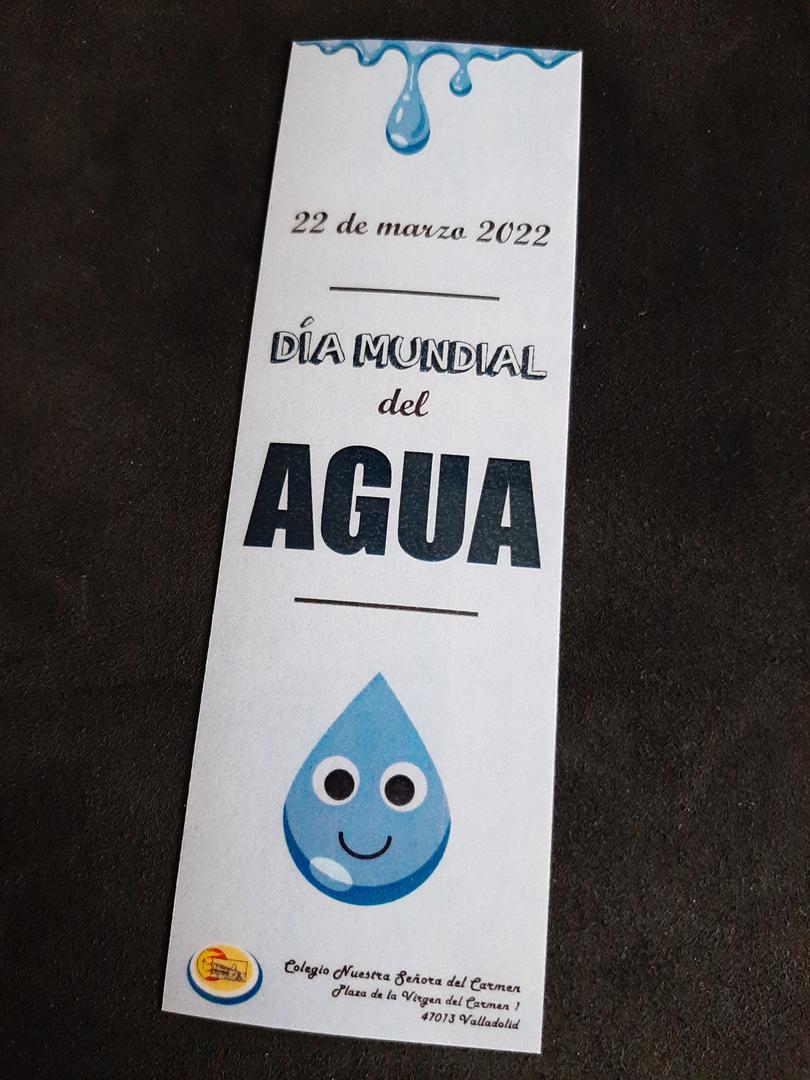 22 de marzo 2022
DÍA MUNDIAL
del
AGUA
Colegio Nuestra Señora del Carmen
Plaza de la Virgen del Carmen 1
47013 Valladolid